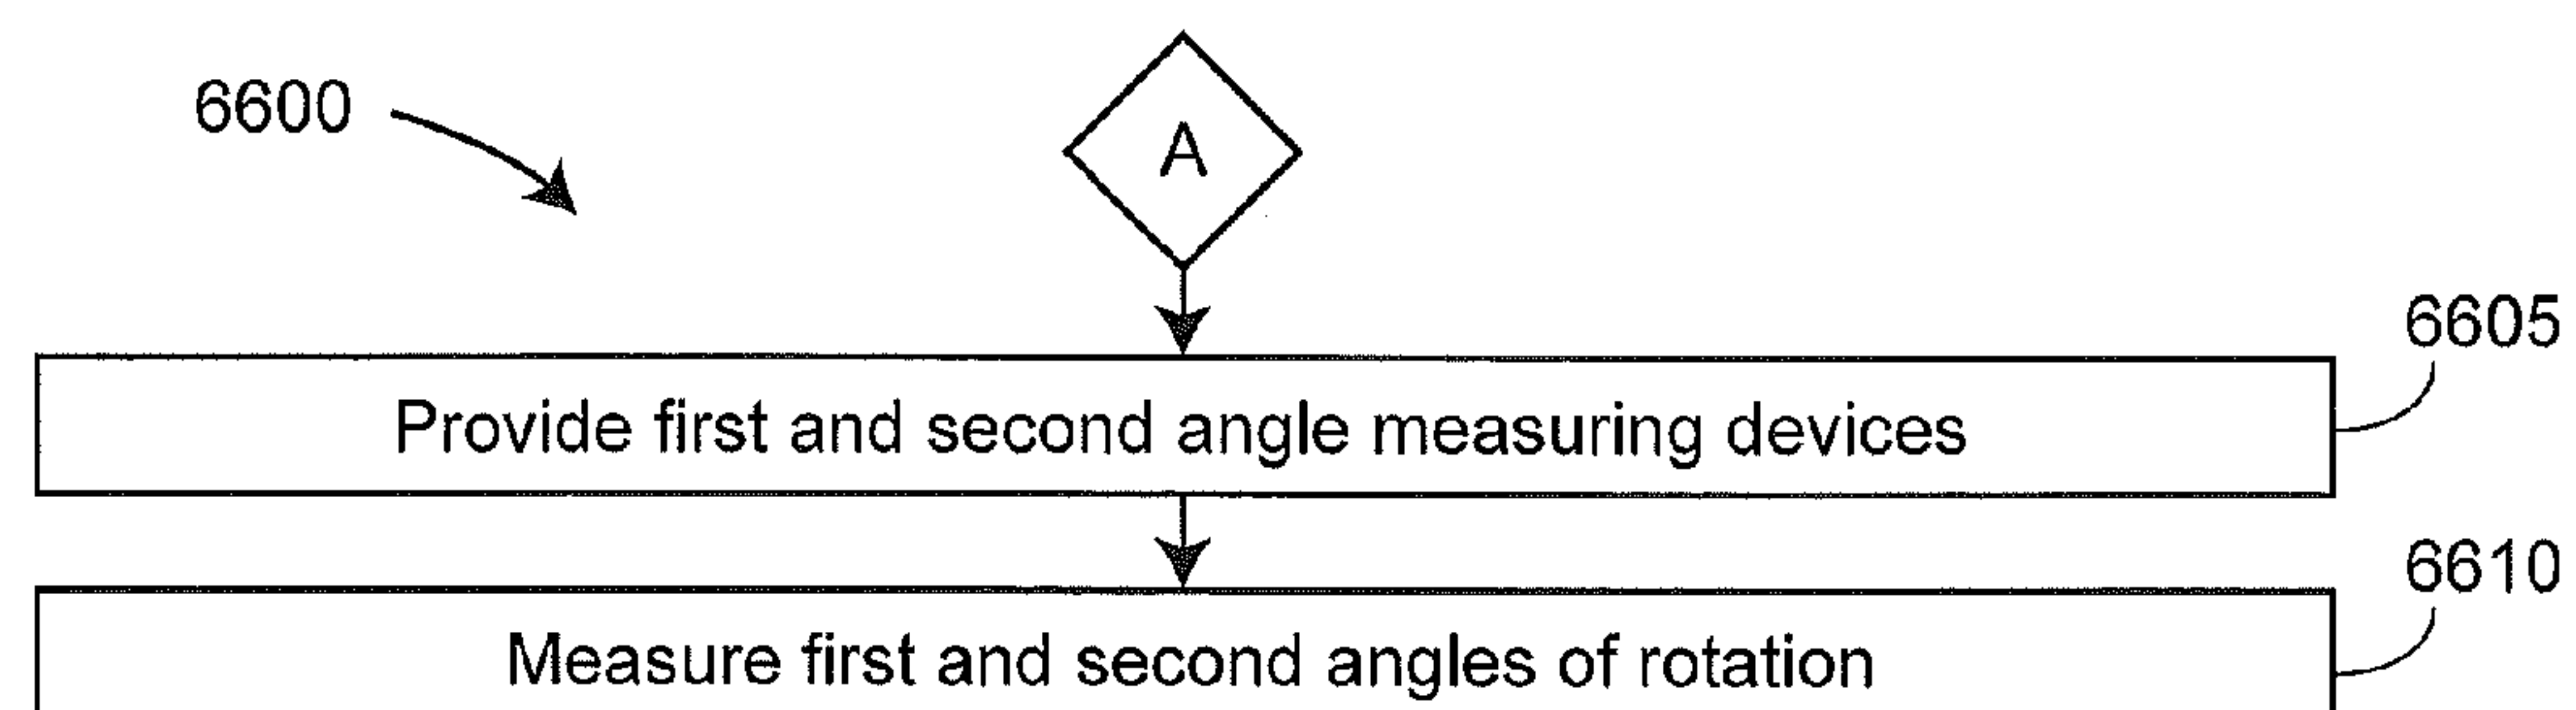 6600
A
6605
Provide first and second angle measuring devices
6610
Measure first and second angles of rotation